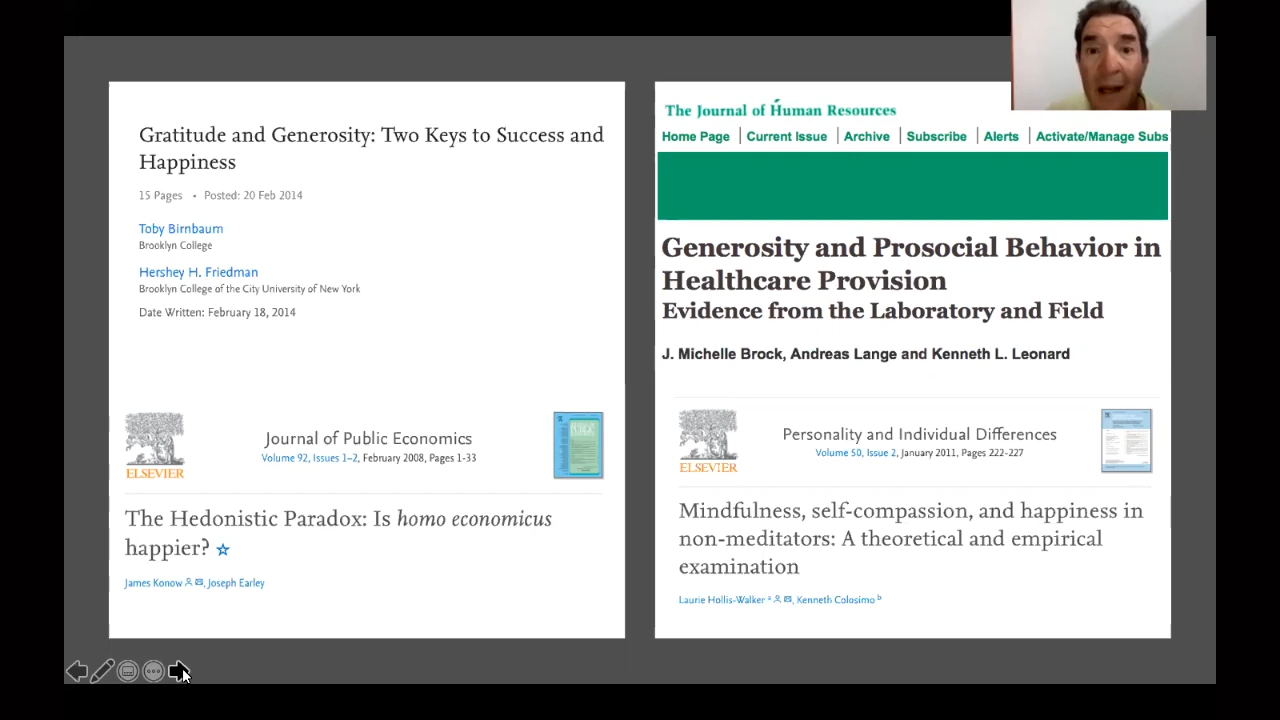 Gratitude and Generosity: Two Keys to Success and
Happiness
15 Pages • Posted: 20 Feb 2014
Toby Birnbaum
Brooklyn College
Hershey H. Friedman
Brooklyn College of the City University of New York
Date Written: February 18, 2014
ELSEVIER
Journal of Public Economics
Volume 92, Issues 1–2, February 2008, Pages 1-33
The Hedonistic Paradox: Is homo economicus
happier?
James Konow, Joseph Earley
The Journal of Human Resources
Home Page | Current Issue | Archive | Subscribe | Alerts | Activate/Manage Subs
Generosity and Prosocial Behavior in
Healthcare Provision
Evidence from the Laboratory and Field
J. Michelle Brock, Andreas Lange and Kenneth L. Leonard
ELSEVIER
Personality and Individual Differences
Volume 50, Issue 2, January 2011, Pages 222-227
Mindfulness, self-compassion, and happiness in
non-meditators: A theoretical and empirical
examination
Laurie Hollis-Walker a, Kenneth Colosimo b